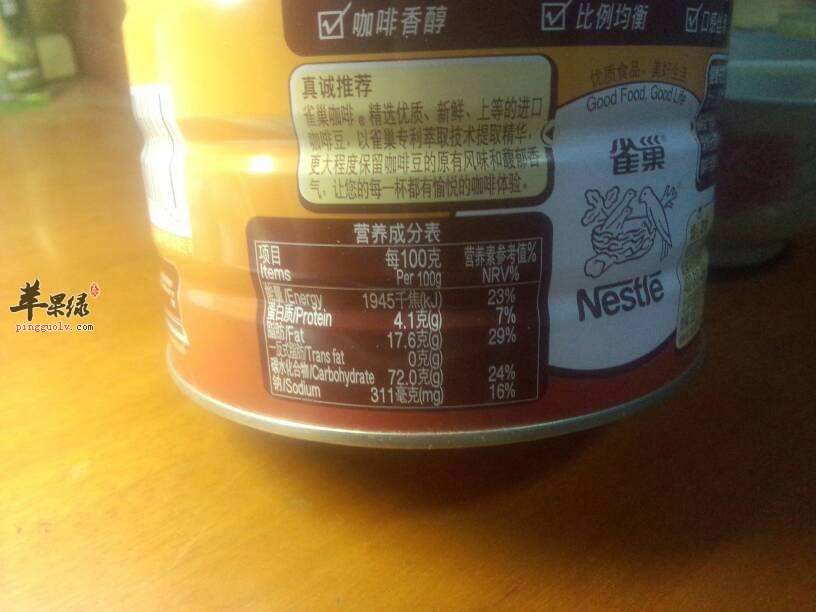 咖啡香醇
比例均衡
真诚推荐
雀巢咖啡®精选优质、新鲜、上等的进口
咖啡豆，以雀巢专利萃取技术提取精华，
更大程度保留咖啡豆的原有风味和馥郁香
气，让您的每一杯都有愉悦的咖啡体验。
优质食品，美好生活
Good Food, Good Life
雀巢®
Nestlé
营养成分表
项目 每100克 营养素参考值%
Items Per 100g NRV%
能量/Energy 1945千焦(kJ) 23%
蛋白质/Protein 4.1克(g) 7%
脂肪/Fat 17.6克(g) 29%
—反式脂肪/Trans fat 0克(g)
碳水化合物/Carbohydrate 72.0克(g) 24%
钠/Sodium 311毫克(mg) 16%
苹果绿
pingguolv.com